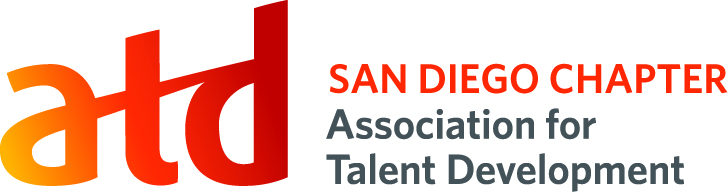 atd
SAN DIEGO CHAPTER
Association for
Talent Development